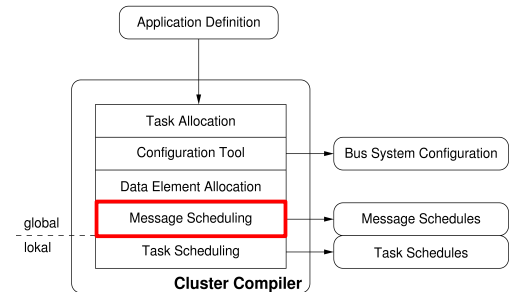 Application Definition
Task Allocation
Configuration Tool
Bus System Configuration
Data Element Allocation
Message Scheduling
Message Schedules
global
lokal
Task Scheduling
Task Schedules
Cluster Compiler